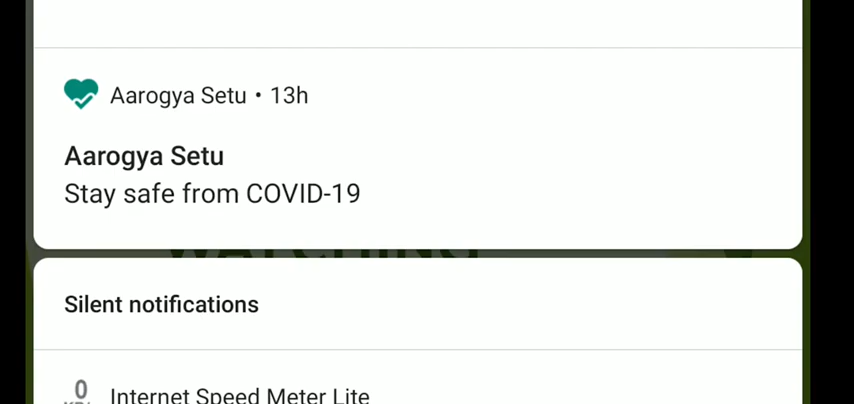 Aarogya Setu • 13h
Aarogya Setu
Stay safe from COVID-19
Silent notifications
0
Internet Speed Meter Lite